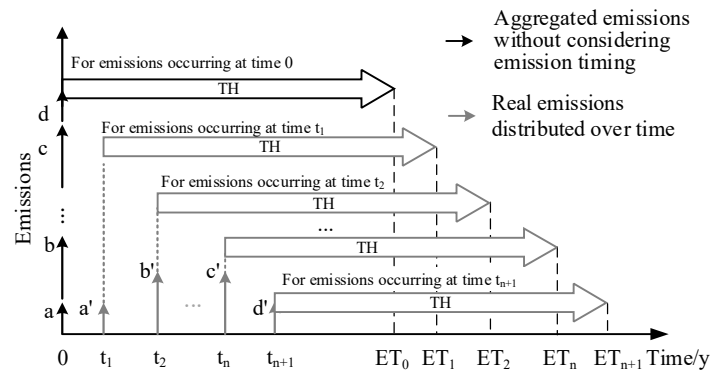 Aggregated emissions
without considering
emission timing
For emissions occurring at time 0
TH
d
Real emissions
distributed over time
For emissions occurring at time t₁
c
TH
For emissions occurring at time t₂
TH
Emissions
...
...
b
TH
b'
c'
For emissions occurring at time tₙ₊₁
a
a'
...
d'
TH
0 t₁ t₂ tₙ tₙ₊₁ ET₀ ET₁ ET₂ ETₙ ETₙ₊₁ Time/y